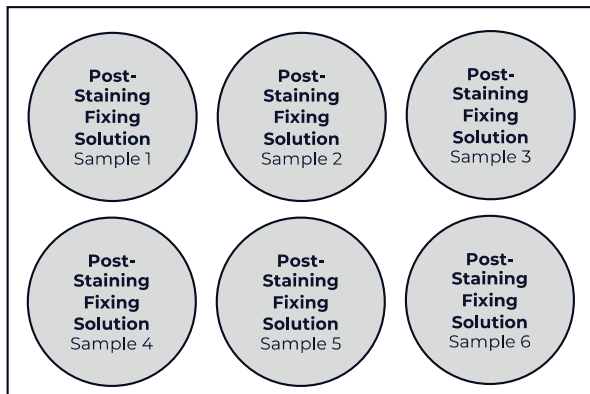 Post-
Staining
Fixing
Solution
Sample 1
Post-
Staining
Fixing
Solution
Sample 2
Post-
Staining
Fixing
Solution
Sample 3
Post-
Staining
Fixing
Solution
Sample 4
Post-
Staining
Fixing
Solution
Sample 5
Post-
Staining
Fixing
Solution
Sample 6